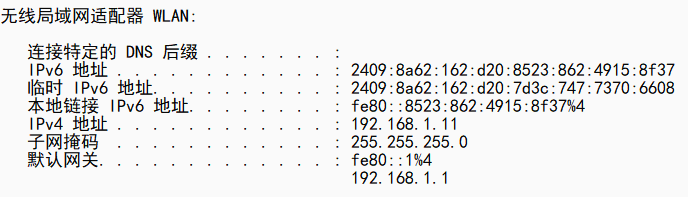 无线局域网适配器 WLAN:
连接特定的 DNS 后缀 . . . . . . . :
IPv6 地址 . . . . . . . . . . . . : 2409:8a62:162:d20:8523:862:4915:8f37
临时 IPv6 地址. . . . . . . . . . : 2409:8a62:162:d20:7d3c:747:7370:6608
本地链接 IPv6 地址. . . . . . . . : fe80::8523:862:4915:8f37%4
IPv4 地址 . . . . . . . . . . . . : 192.168.1.11
子网掩码 . . . . . . . . . . . . : 255.255.255.0
默认网关. . . . . . . . . . . . . : fe80::1%4
192.168.1.1